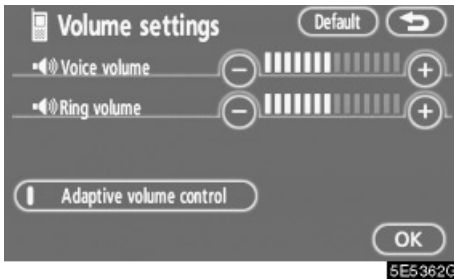 Volume settings Default
Voice volume
Ring volume
Adaptive volume control
OK
5E5362G